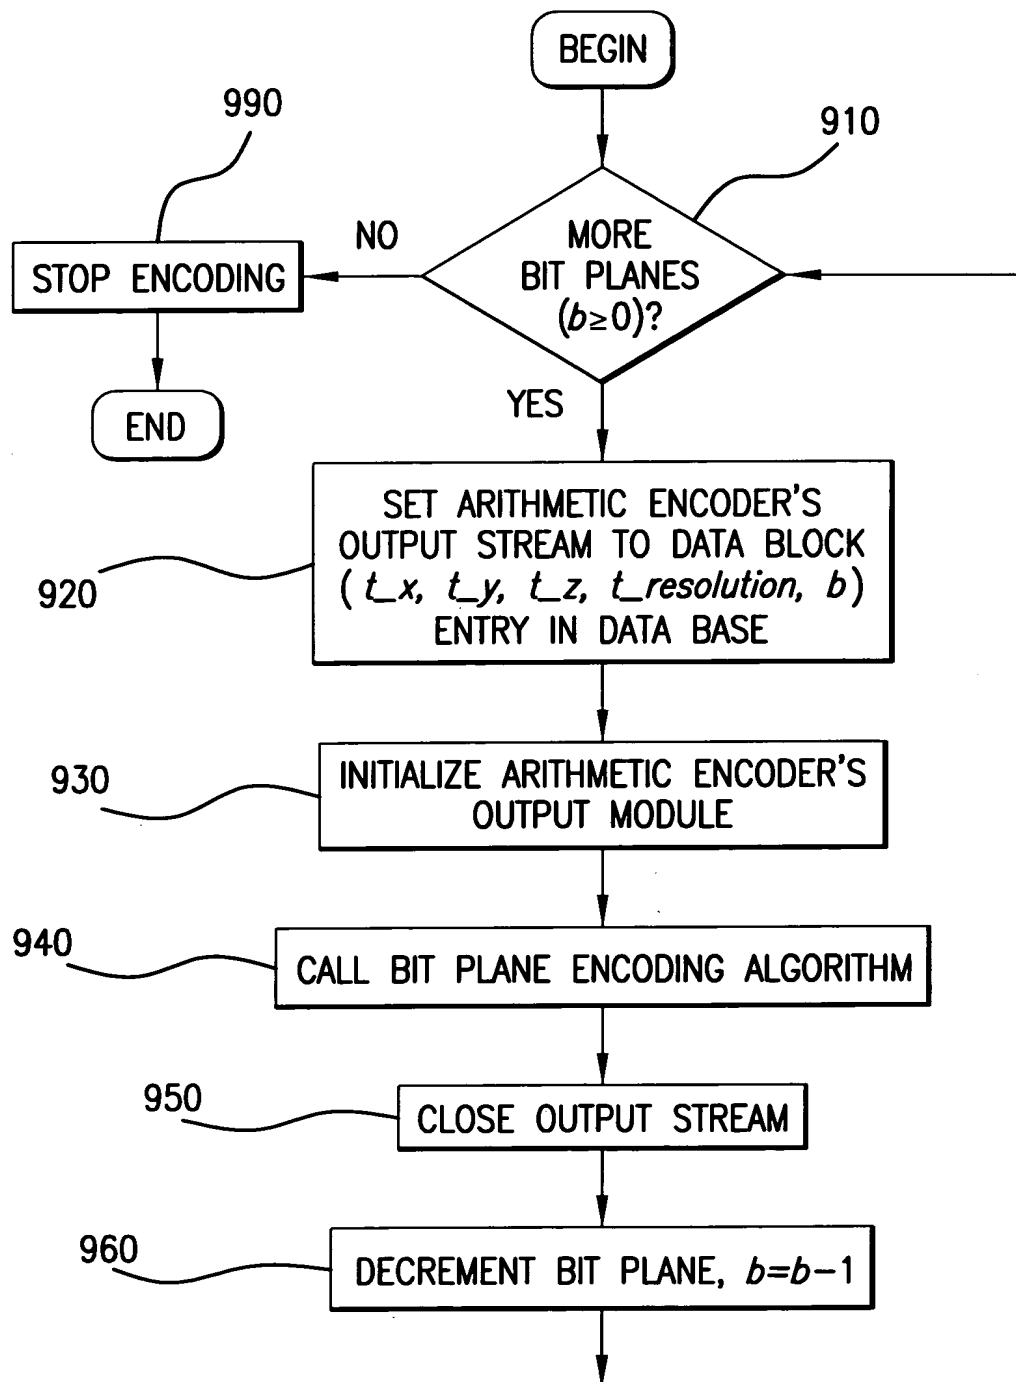 BEGIN
990
910
NO
MORE
BIT PLANES
(b≥0)?
STOP ENCODING
YES
END
SET ARITHMETIC ENCODER'S
OUTPUT STREAM TO DATA BLOCK
(t_x, t_y, t_z, t_resolution, b)
ENTRY IN DATA BASE
920
930
INITIALIZE ARITHMETIC ENCODER'S
OUTPUT MODULE
940
CALL BIT PLANE ENCODING ALGORITHM
950
CLOSE OUTPUT STREAM
960
DECREMENT BIT PLANE, b=b-1